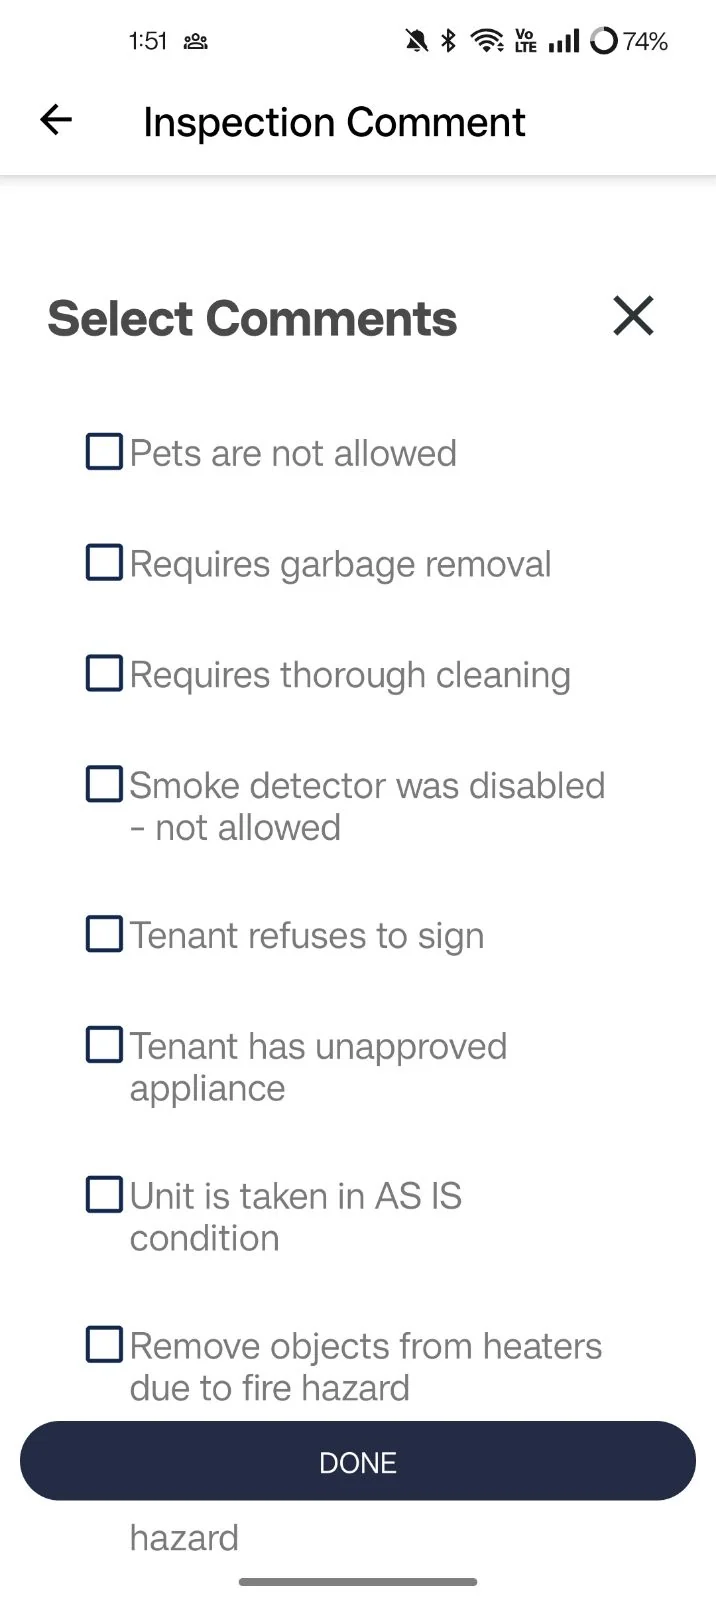 1:51
Vo
LTE
74%
Inspection Comment
Select Comments
Pets are not allowed
Requires garbage removal
Requires thorough cleaning
Smoke detector was disabled
- not allowed
Tenant refuses to sign
Tenant has unapproved
appliance
Unit is taken in AS IS
condition
Remove objects from heaters
due to fire hazard
DONE
hazard